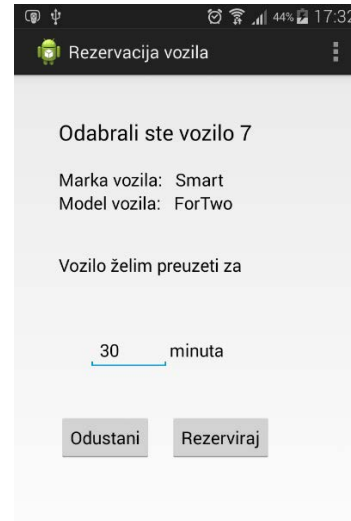 44% 17:32
Rezervacija vozila
Odabrali ste vozilo 7
Marka vozila: Smart
Model vozila: ForTwo
Vozilo želim preuzeti za
30 minuta
Odustani Rezerviraj